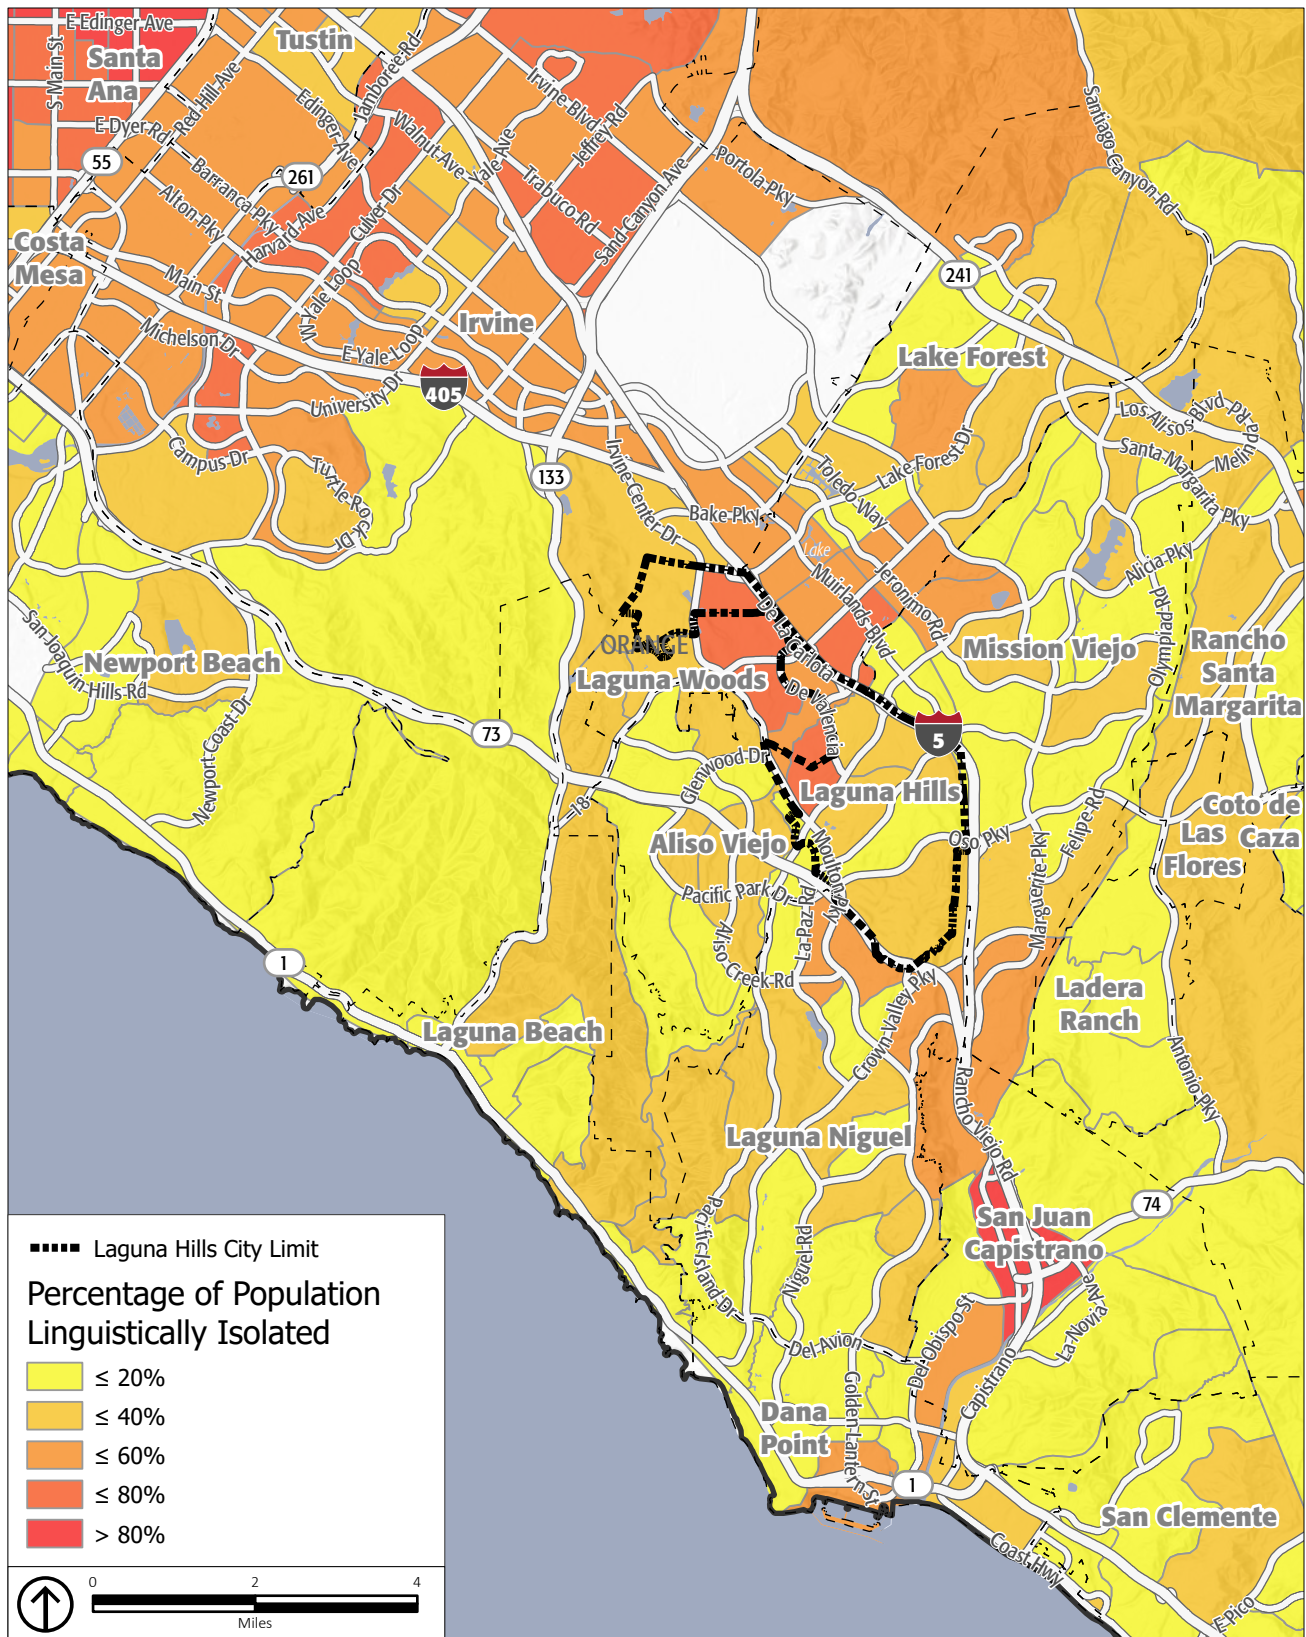 E Edinger Ave
Santa
Ana
S Main St
Tustin
Red Hill Ave
Jamboree Rd
E Dyer Rd
Edinger Ave
Walnut Ave
Yale Ave
Irvine Blvd
Jeffrey Rd
Trabuco Rd
Sand Canyon Ave
Portola Pky
Santiago Canyon Rd
55
261
Barranca Pky
Alton Pky
Harvard Ave
Culver Dr
Costa
Mesa
Main St
W Yale Loop
Michelson Dr
E Yale Loop
Irvine
241
Lake Forest
405
University Dr
Campus Dr
Turtle Rock Dr
133
Irvine Center Dr
Bake Pky
Toledo Way
Lake Forest Dr
Los Alisos Blvd
Melinda Rd
Santa Margarita Pky
Lake
Muirlands Blvd
Jeronimo Rd
Alicia Pky
Olympiad Rd
De La Carlota
ORANGE
Laguna Woods
De Valencia
Mission Viejo
Rancho
Santa
Margarita
San Joaquin Hills Rd
Newport Beach
Newport Coast Dr
73
5
Glenwood Dr
Laguna Hills
18
Aliso Viejo
Moulton Pky
Oso Pky
Marguerite Pky
Felipe Rd
Coto de
Caza
Las
Flores
Pacific Park Dr
La Paz Rd
Aliso Creek Rd
Crown Valley Pky
Ladera
Ranch
1
Laguna Beach
Antonio Pky
Rancho Viejo Rd
Laguna Niguel
74
San Juan
Capistrano
Pacific Island Dr
Niguel Rd
La Novia Ave
Del Obispo St
Del Avion
Capistrano
Golden Lantern St
Dana
Point
1
San Clemente
Coast Hwy
E Pico
Laguna Hills City Limit
Percentage of Population
Linguistically Isolated
≤ 20%
≤ 40%
≤ 60%
≤ 80%
> 80%
0 2 4
Miles